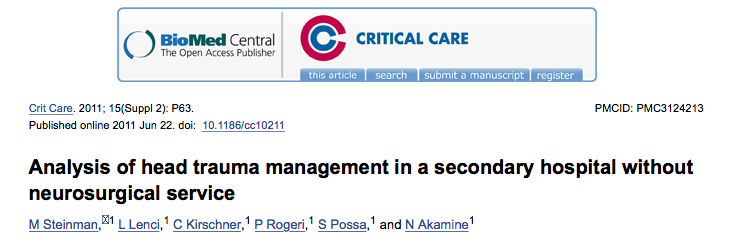 BioMed Central
The Open Access Publisher
CRITICAL CARE
this article search submit a manuscript register
Crit Care. 2011; 15(Suppl 2): P63. PMCID: PMC3124213
Published online 2011 Jun 22. doi: 10.1186/cc10211
Analysis of head trauma management in a secondary hospital without
neurosurgical service
M Steinman,✉1 L Lenci,1 C Kirschner,1 P Rogeri,1 S Possa,1 and N Akamine1